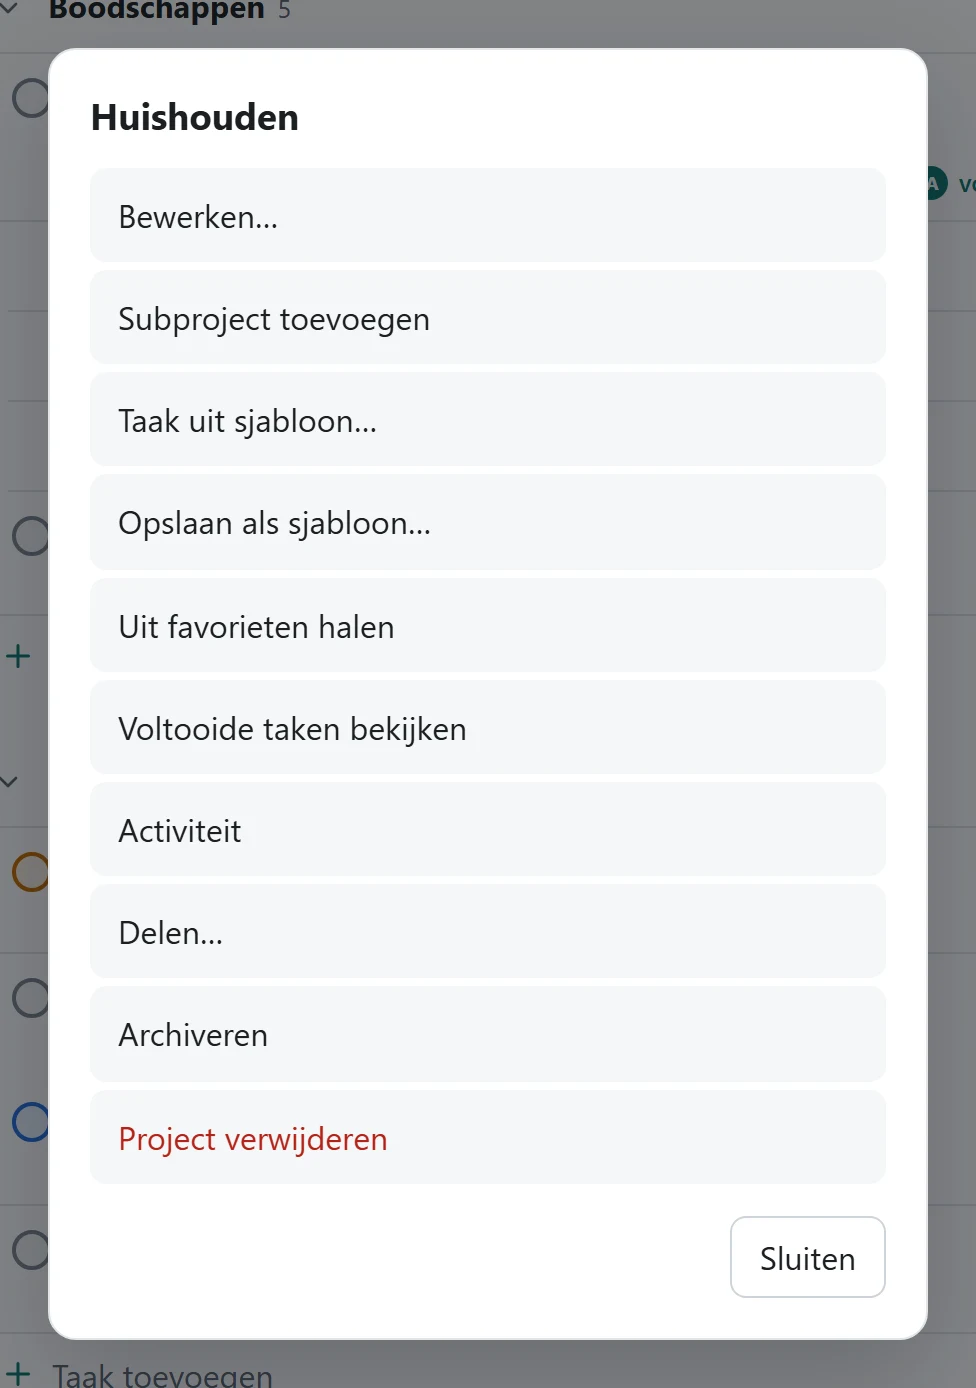 Boodschappen 5
Huishouden
A
Bewerken...
Subproject toevoegen
Taak uit sjabloon...
Opslaan als sjabloon...
Uit favorieten halen
Voltooide taken bekijken
Activiteit
Delen...
Archiveren
Project verwijderen
Sluiten
Taak toevoegen